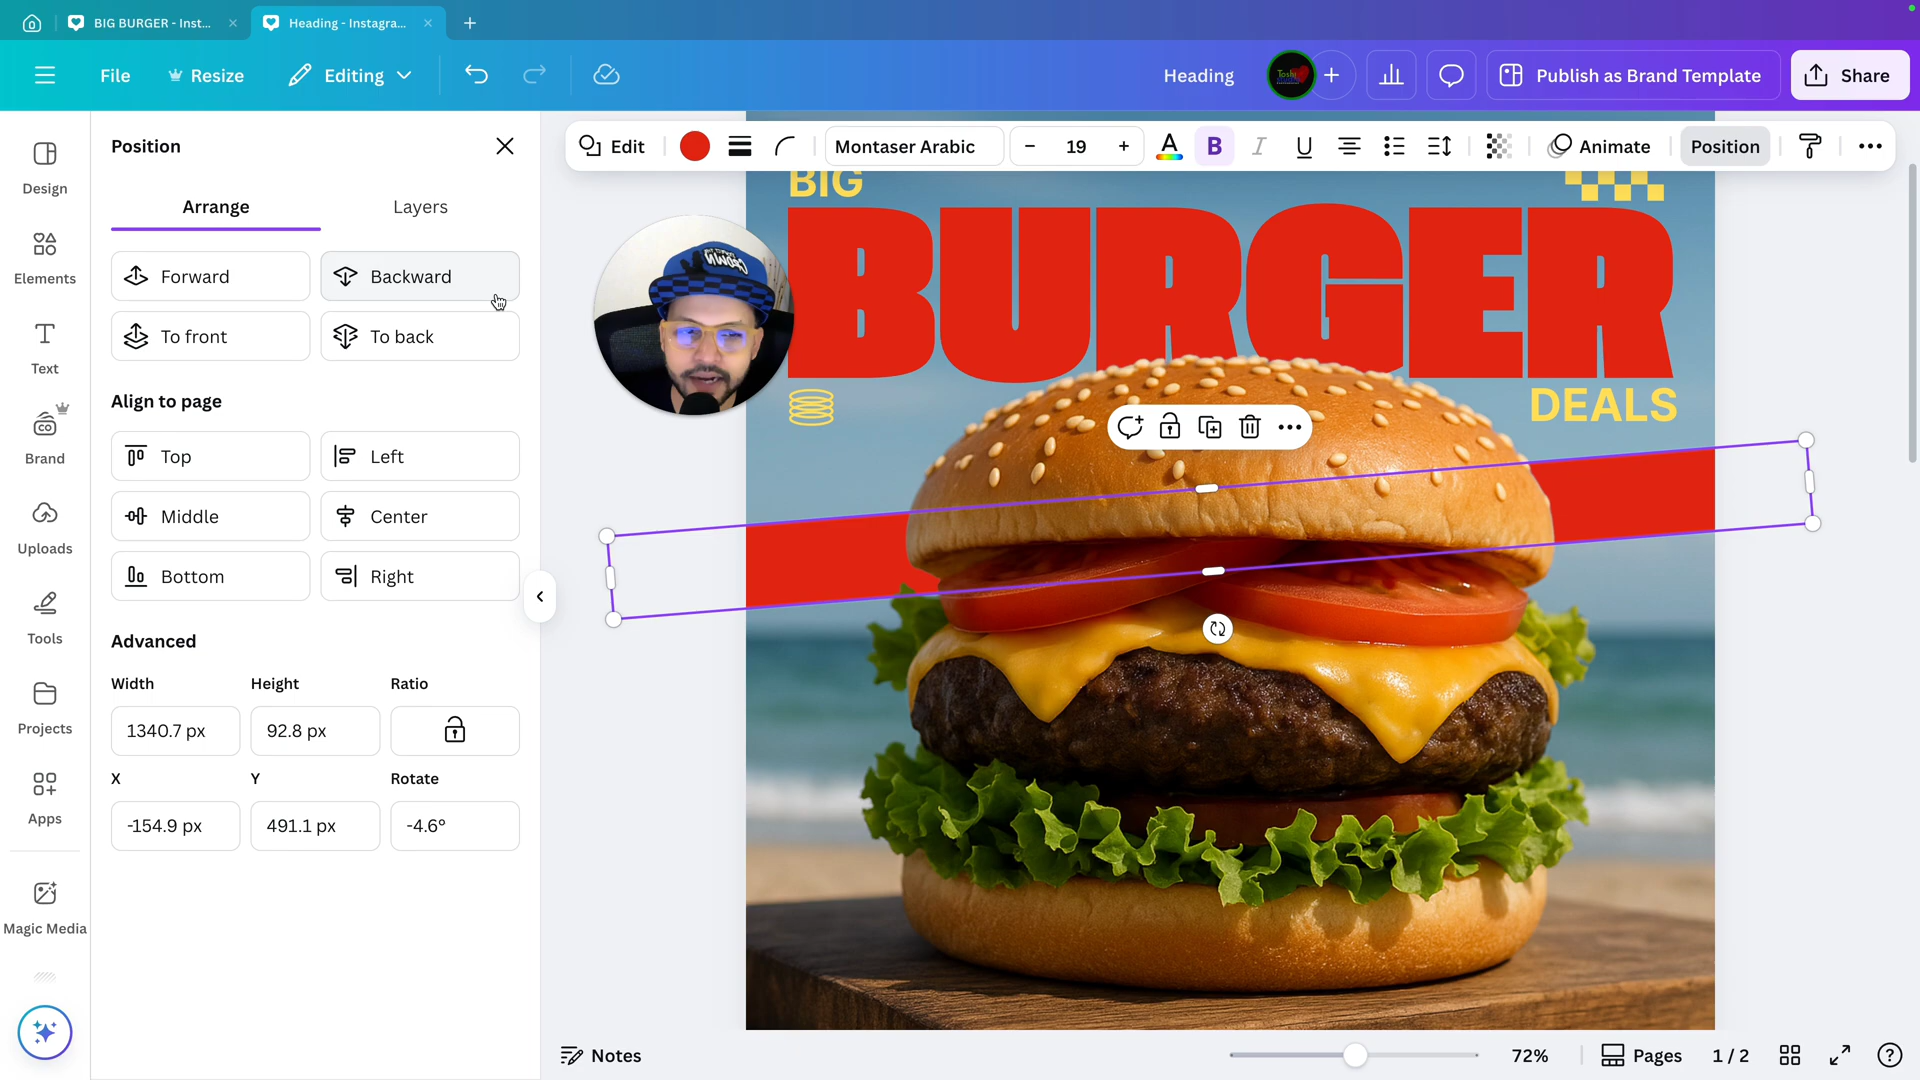 BIG BURGER - Inst...
Heading - Instagra...
File
Resize
Editing
Heading
Publish as Brand Template
Share
Design
Elements
Text
Brand
Uploads
Tools
Projects
Apps
Magic Media
Position
Arrange
Layers
Forward
Backward
To front
To back
Align to page
Top
Left
Middle
Center
Bottom
Right
Advanced
Width
Height
Ratio
1340.7 px
92.8 px
X
Y
Rotate
-154.9 px
491.1 px
-4.6°
Edit
Montaser Arabic
– 19 +
A
B
I
U
Animate
Position
BIG
BURGER
DEALS
Notes
72%
Pages
1 / 2